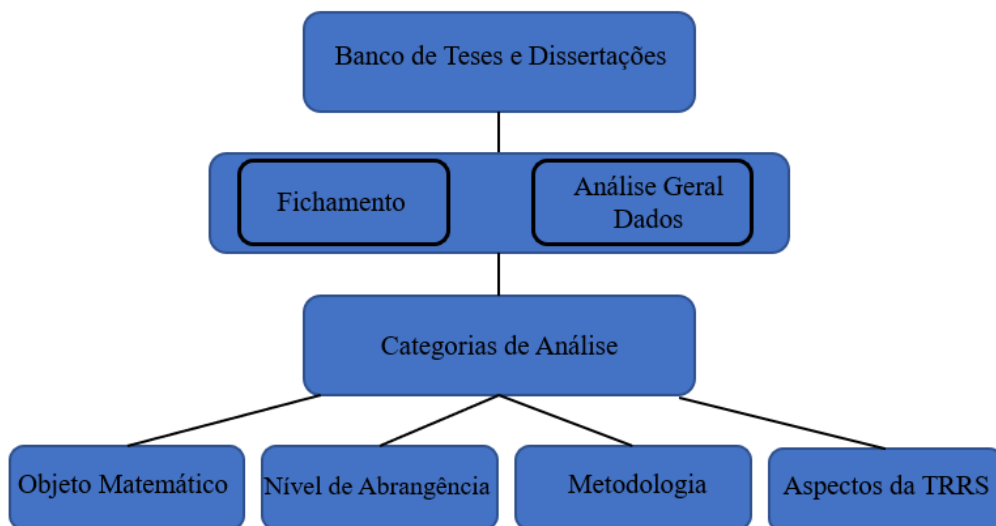 Banco de Teses e Dissertações
Fichamento
Análise Geral
Dados
Categorias de Análise
Objeto Matemático
Nível de Abrangência
Metodologia
Aspectos da TRRS